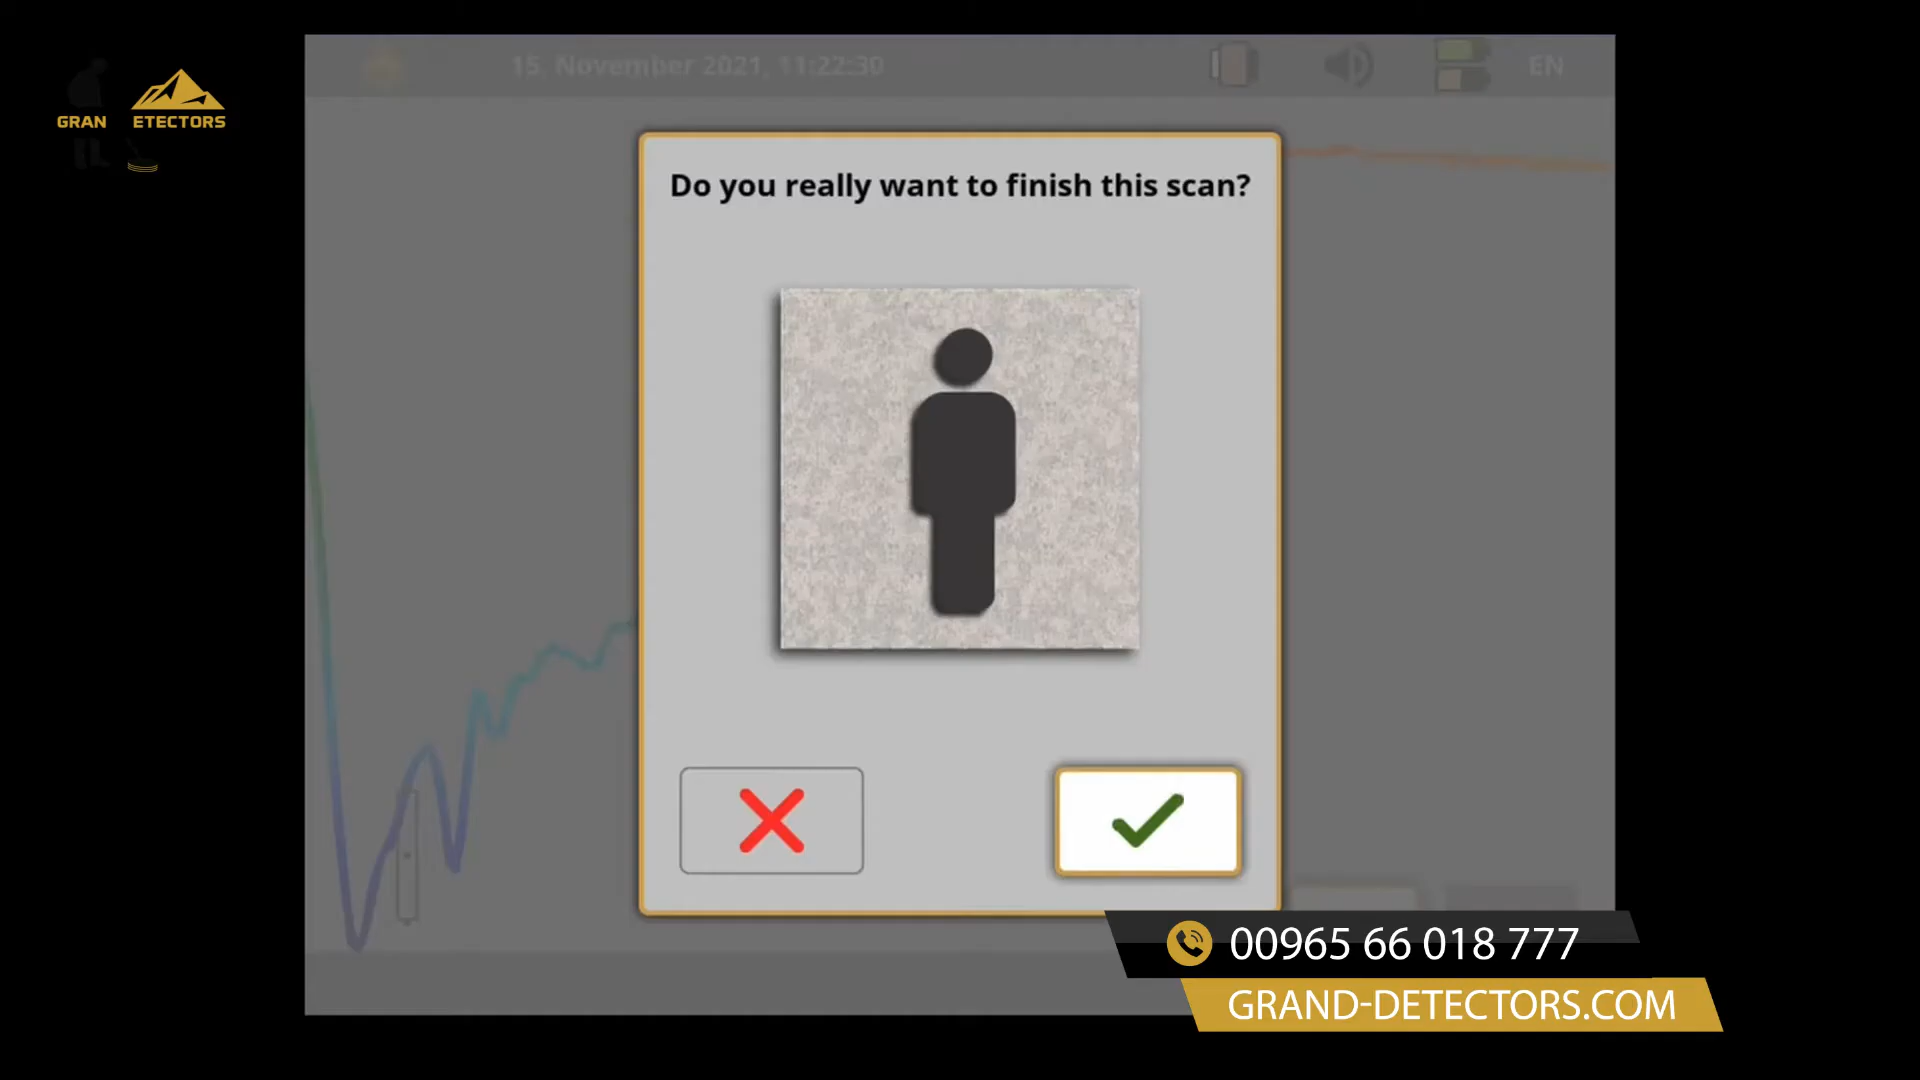 15. November 2021, 11:22:30
EN
GRAN ETECTORS
Do you really want to finish this scan?
00965 66 018 777
GRAND-DETECTORS.COM